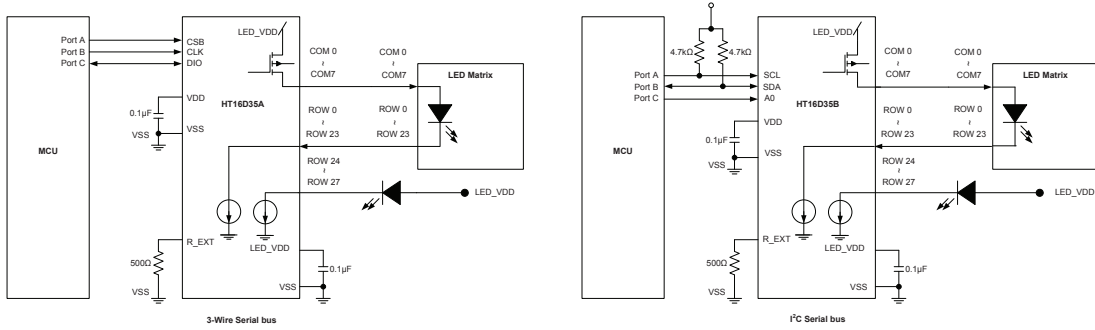 LED_VDD
Port A
Port B
Port C
CSB
CLK
DIO
COM 0
~
COM7
COM 0
~
COM7
LED Matrix
HT16D35A
VDD
0.1μF
VSS
VSS
MCU
ROW 0
~
ROW 23
ROW 0
~
ROW 23
ROW 24
~
ROW 27
LED_VDD
R_EXT
500Ω
VSS
LED_VDD
0.1μF
VSS
3-Wire Serial bus
4.7kΩ
4.7kΩ
LED_VDD
Port A
Port B
Port C
SCL
SDA
A0
COM 0
~
COM7
COM 0
~
COM7
LED Matrix
HT16D35B
VDD
0.1μF
VSS
VSS
MCU
ROW 0
~
ROW 23
ROW 0
~
ROW 23
ROW 24
~
ROW 27
LED_VDD
R_EXT
500Ω
VSS
LED_VDD
0.1μF
VSS
I²C Serial bus